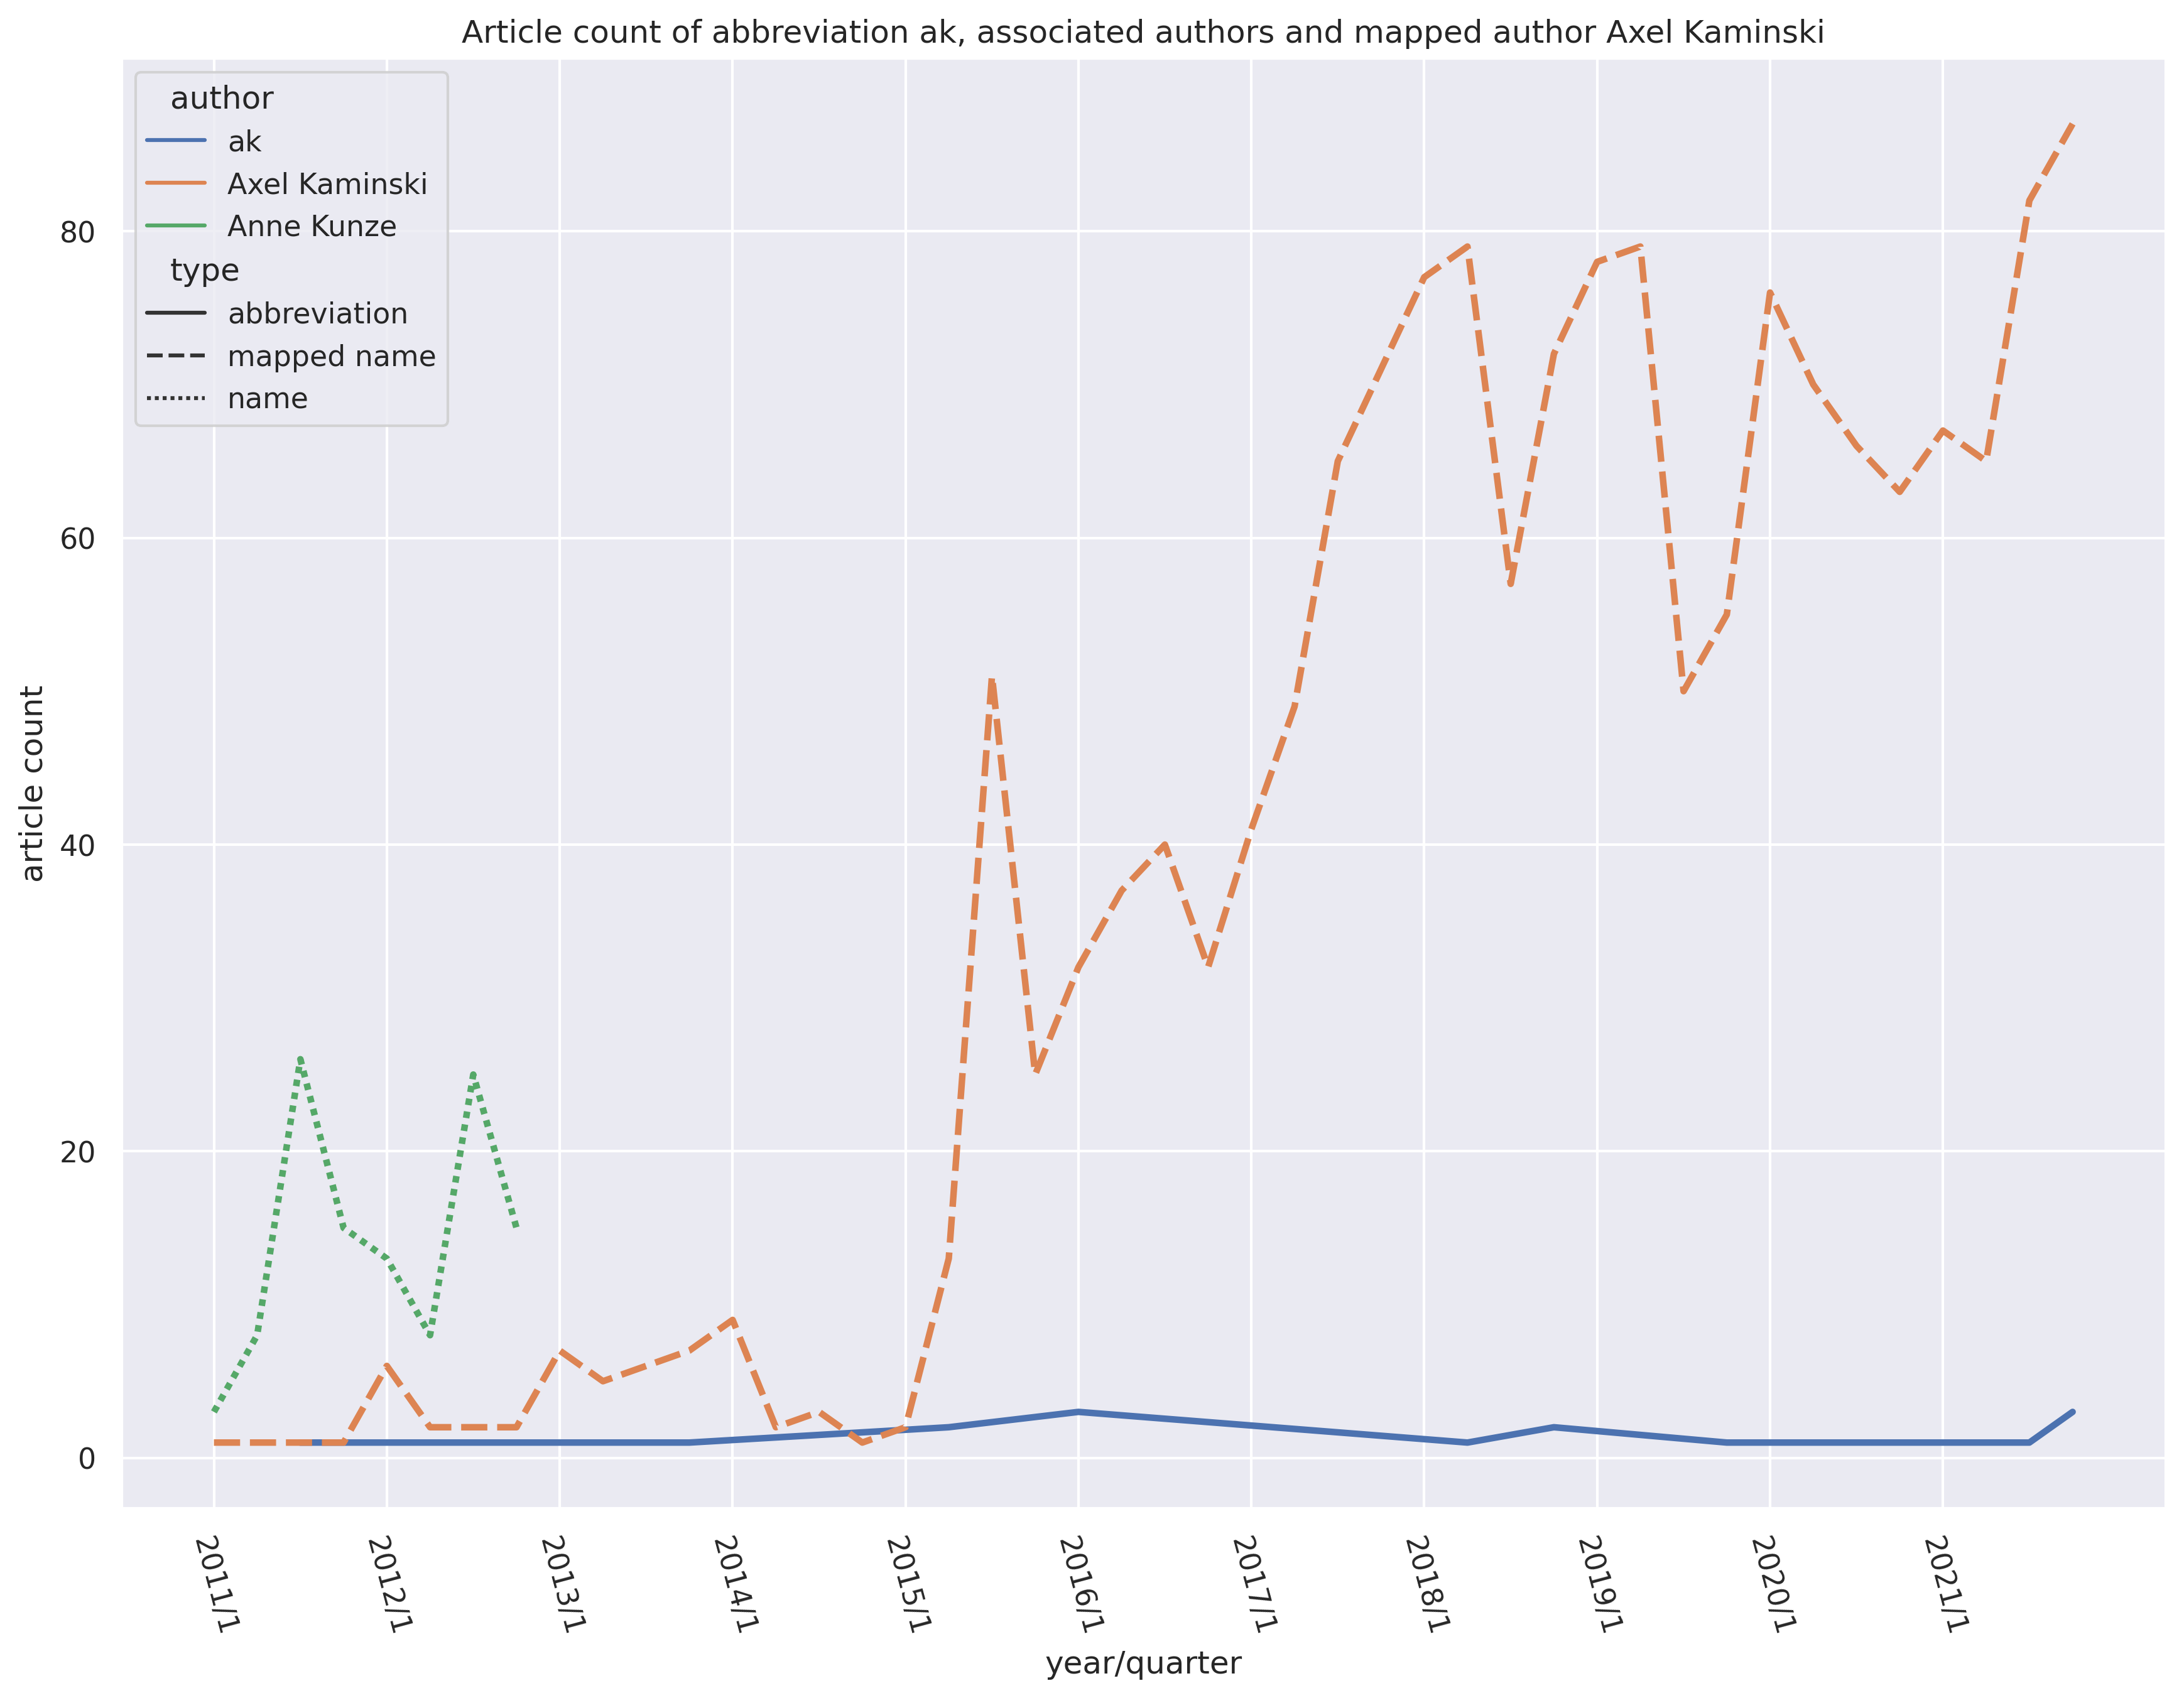 Article count of abbreviation ak, associated authors and mapped author Axel Kaminski
author
ak
Axel Kaminski
Anne Kunze
type
abbreviation
mapped name
name
article count
80
60
40
20
0
2011/1
2012/1
2013/1
2014/1
2015/1
2016/1
2017/1
2018/1
2019/1
2020/1
2021/1
year/quarter